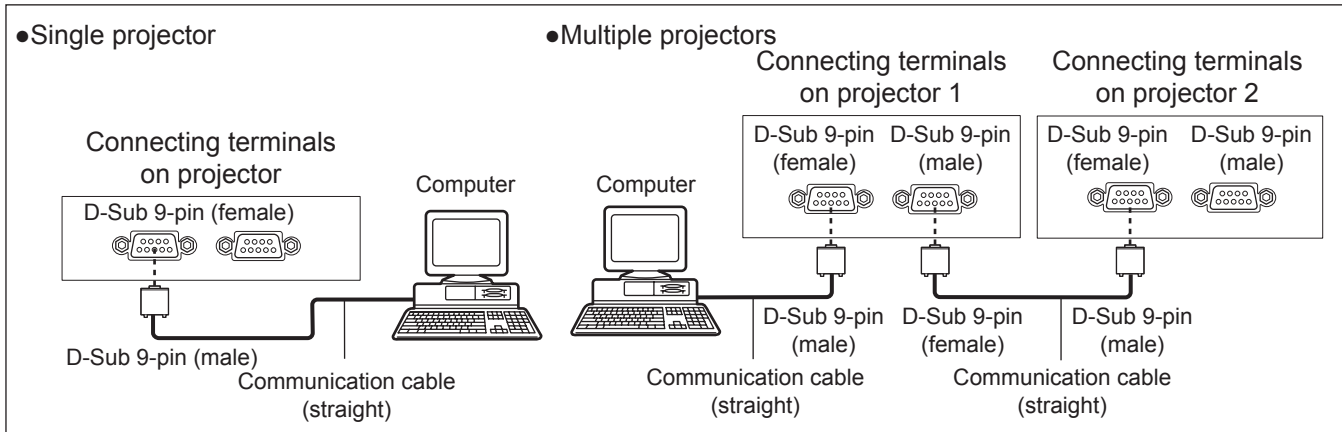 ●Single projector
Connecting terminals
on projector
D-Sub 9-pin (female)
Computer
D-Sub 9-pin (male)
Communication cable
(straight)
●Multiple projectors
Connecting terminals
on projector 1
D-Sub 9-pin
(female)
D-Sub 9-pin
(male)
Connecting terminals
on projector 2
D-Sub 9-pin
(female)
D-Sub 9-pin
(male)
Computer
D-Sub 9-pin
(male)
D-Sub 9-pin
(female)
D-Sub 9-pin
(male)
Communication cable
(straight)
Communication cable
(straight)